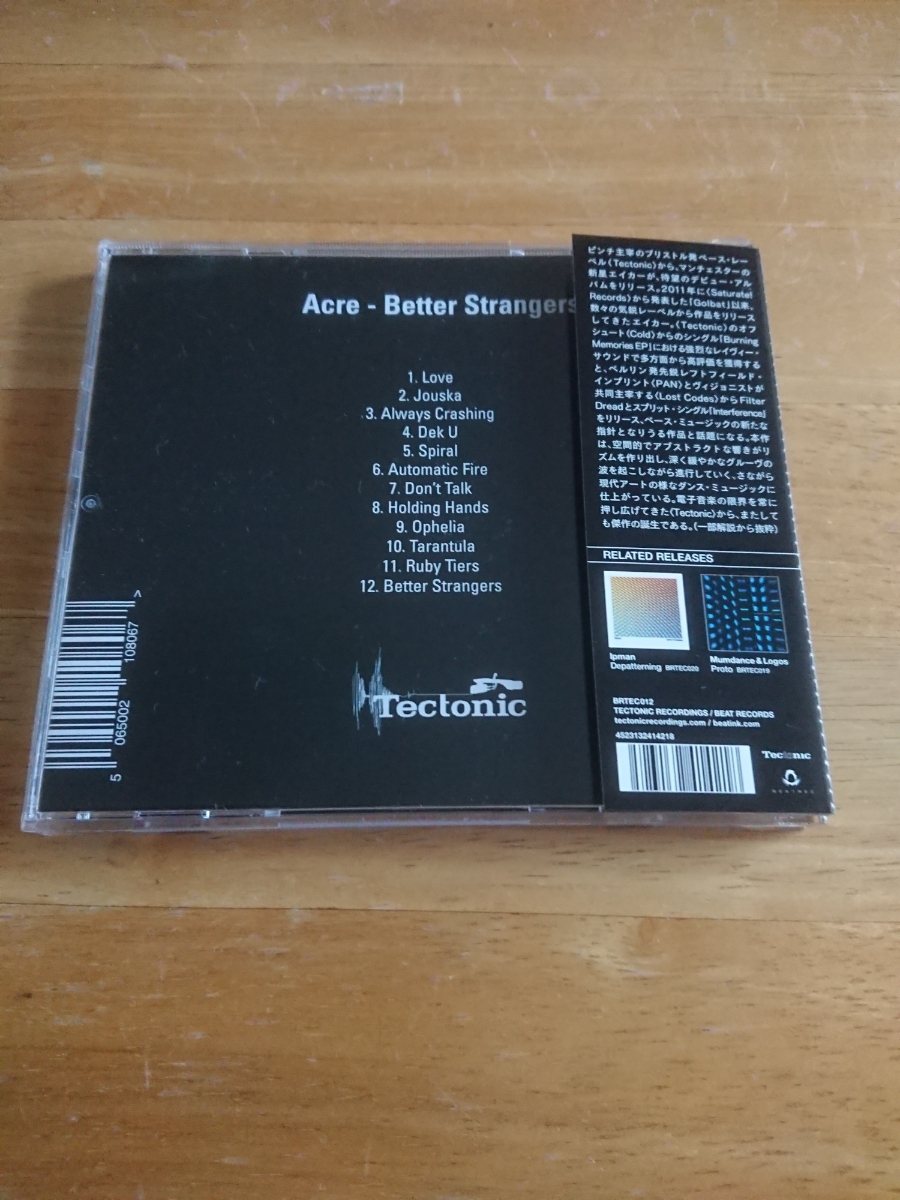 Acre - Better Strangers
1. Love
2. Jouska
3. Always Crashing
4. Dek U
5. Spiral
6. Automatic Fire
7. Don't Talk
8. Holding Hands
9. Ophelia
10. Tarantula
11. Ruby Tiers
12. Better Strangers
Tectonic
5 065002 108067 >
ピンチ主宰のブリストル発ベース・レー
ベル〈Tectonic〉から、マンチェスターの
新星エイカーが、待望のデビュー・アル
バムをリリース。2011年に〈Saturate!
Records〉から発表した「Golbat」以来、
数々の気鋭レーベルから作品をリリース
してきたエイカー。〈Tectonic〉のオフ
シュート〈Cold〉からのシングル「Burning
Memories EP」における強烈なレイヴィー・
サウンドで多方面から高評価を獲得する
と、ベルリン発先鋭レフトフィールド・
インプリント〈PAN〉とヴィジョニストが
共同主宰する〈Lost Codes〉からFilter
Dreadとスプリット・シングル「Interference」
をリリース、ベース・ミュージックの新たな
指針となりうる作品と話題になる。本作
は、空間的でアブストラクトな響きがリ
ズムを作り出し、深く緩やかなグルーヴの
波を起こしながら進行していく、さながら
現代アートの様なダンス・ミュージックに
仕上がっている。電子音楽の限界を常に
押し広げてきた〈Tectonic〉から、またして
も傑作の誕生である。(一部解説から抜粋)
RELATED RELEASES
Ipman
Depatterning BRTEC020
Mumdance & Logos
Proto BRTEC019
BRTEC012
TECTONIC RECORDINGS / BEAT RECORDS
tectonicrecordings.com / beatink.com
4523132414218
Tectonic